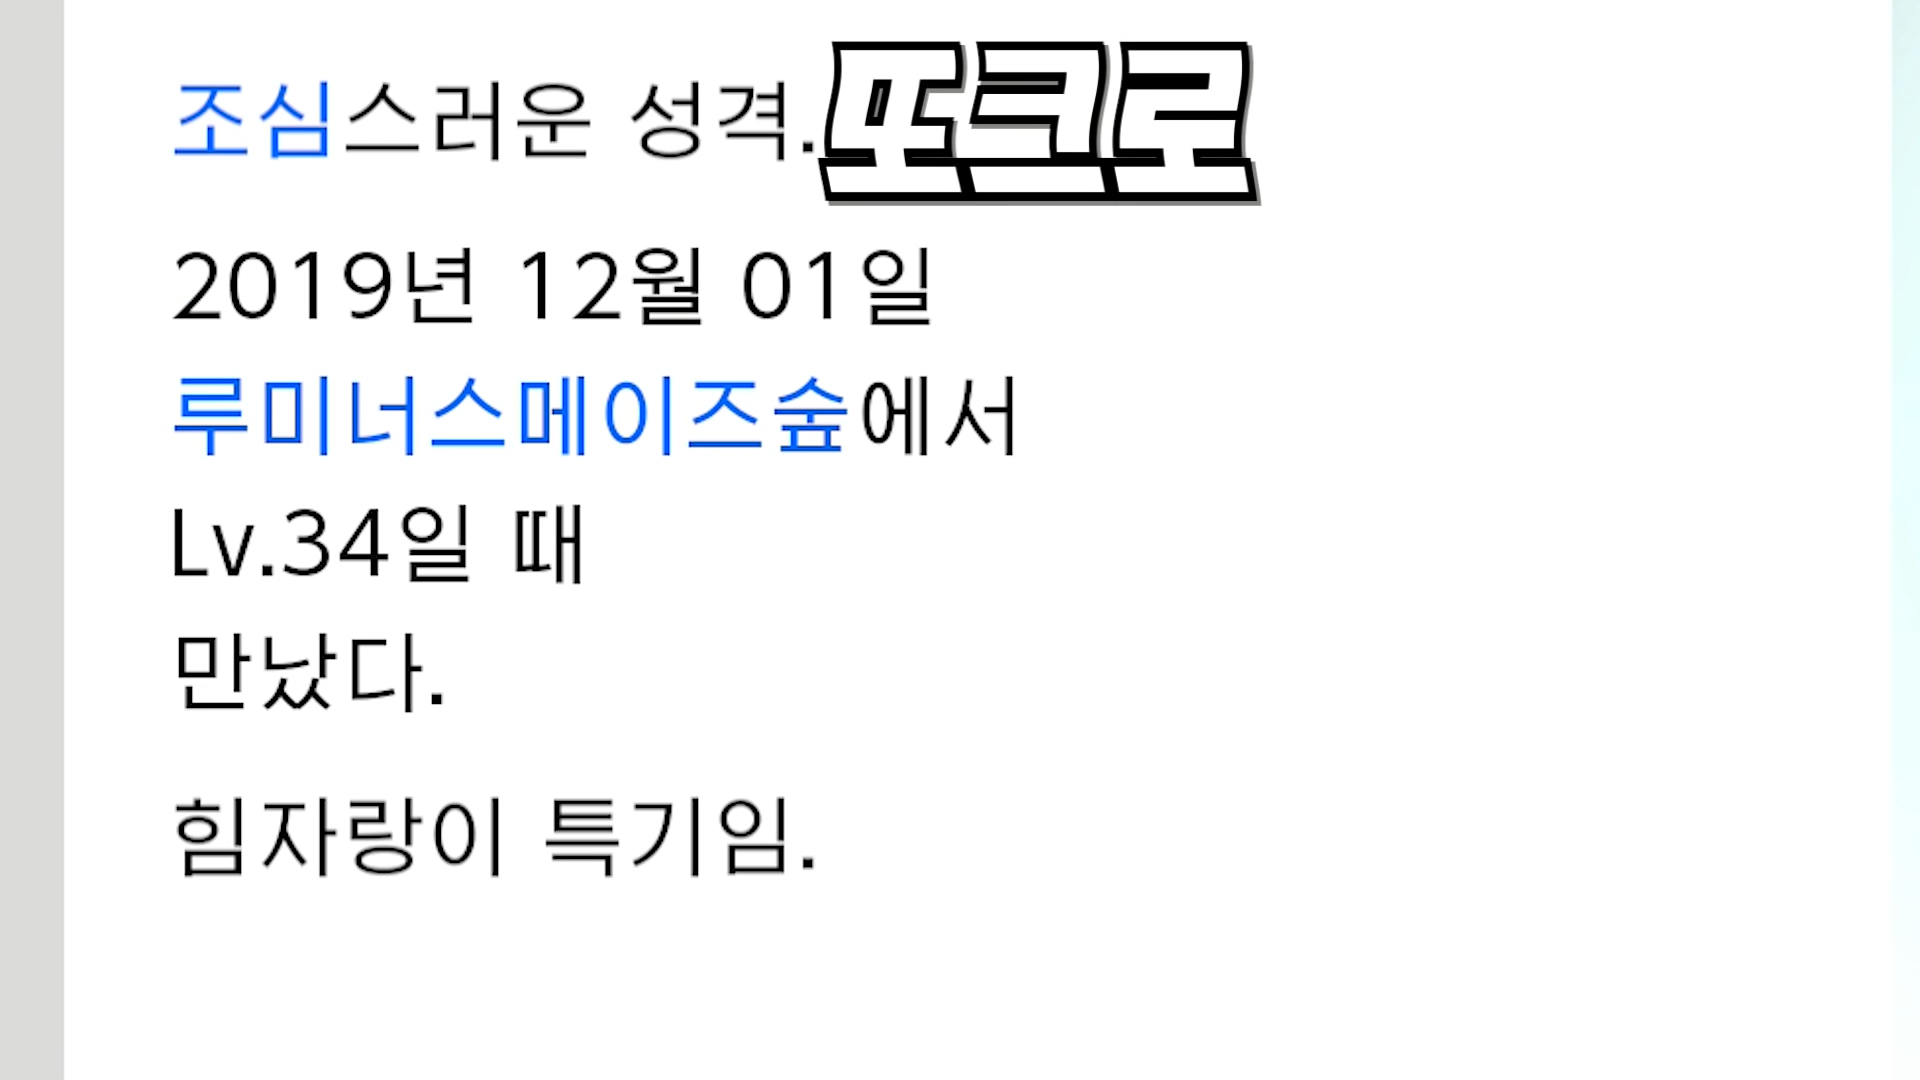 조심스러운 성격. 또크로
2019년 12월 01일
루미너스메이즈숲에서
Lv.34일 때
만났다.
힘자랑이 특기임.